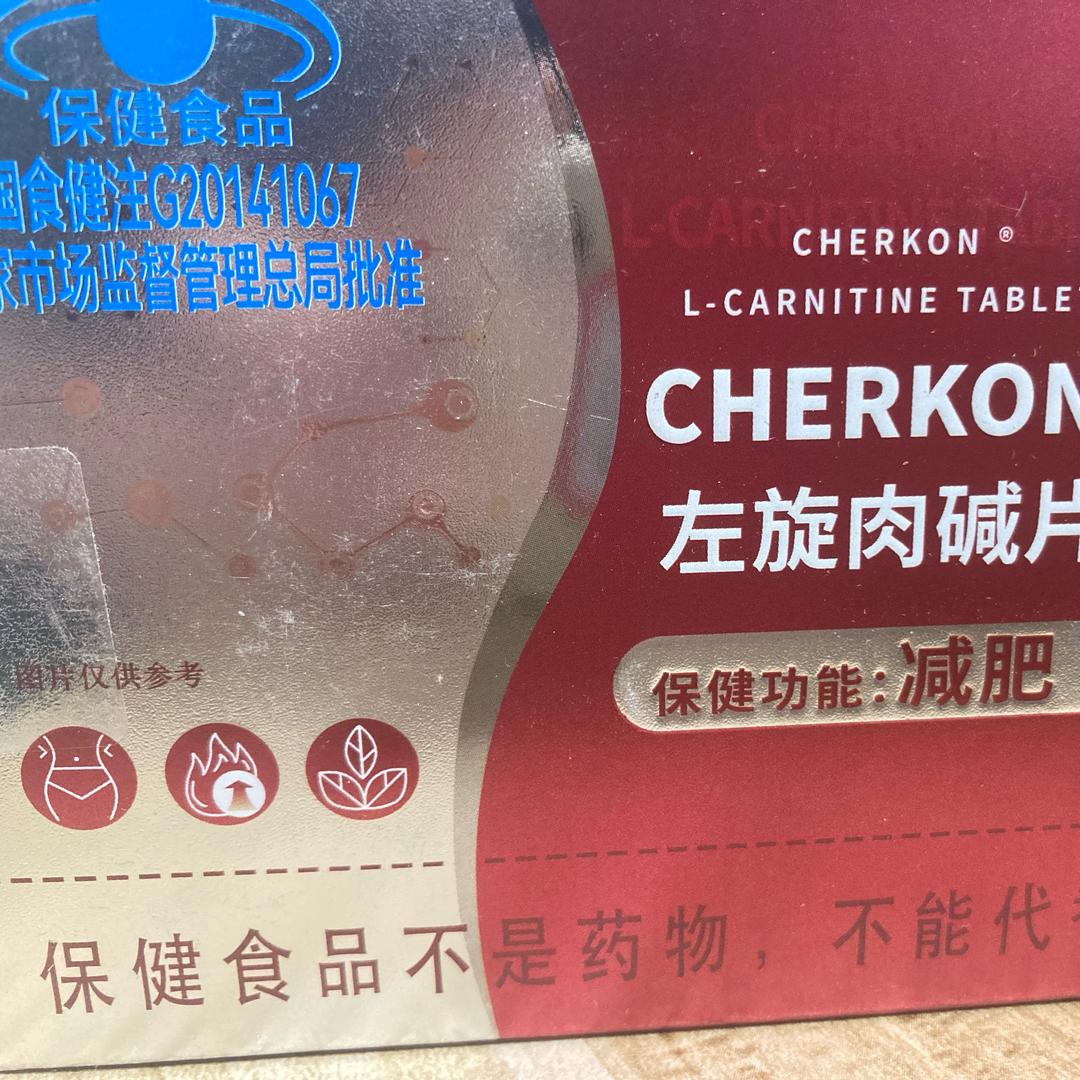 保健食品
国食健注G20141067
家市场监督管理总局批准
CHERKON ®
L-CARNITINE TABLET
CHERKON
左旋肉碱片
保健功能:减肥
图片仅供参考
保健食品不是药物，不能代